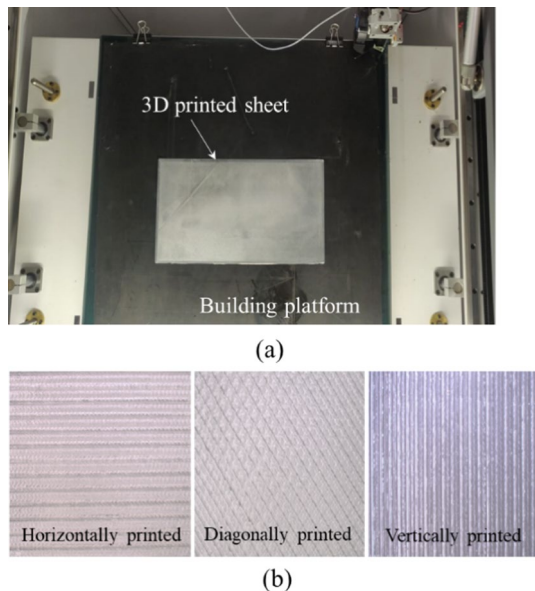 3D printed sheet
Building platform
(a)
Horizontally printed
Diagonally printed
Vertically printed
(b)